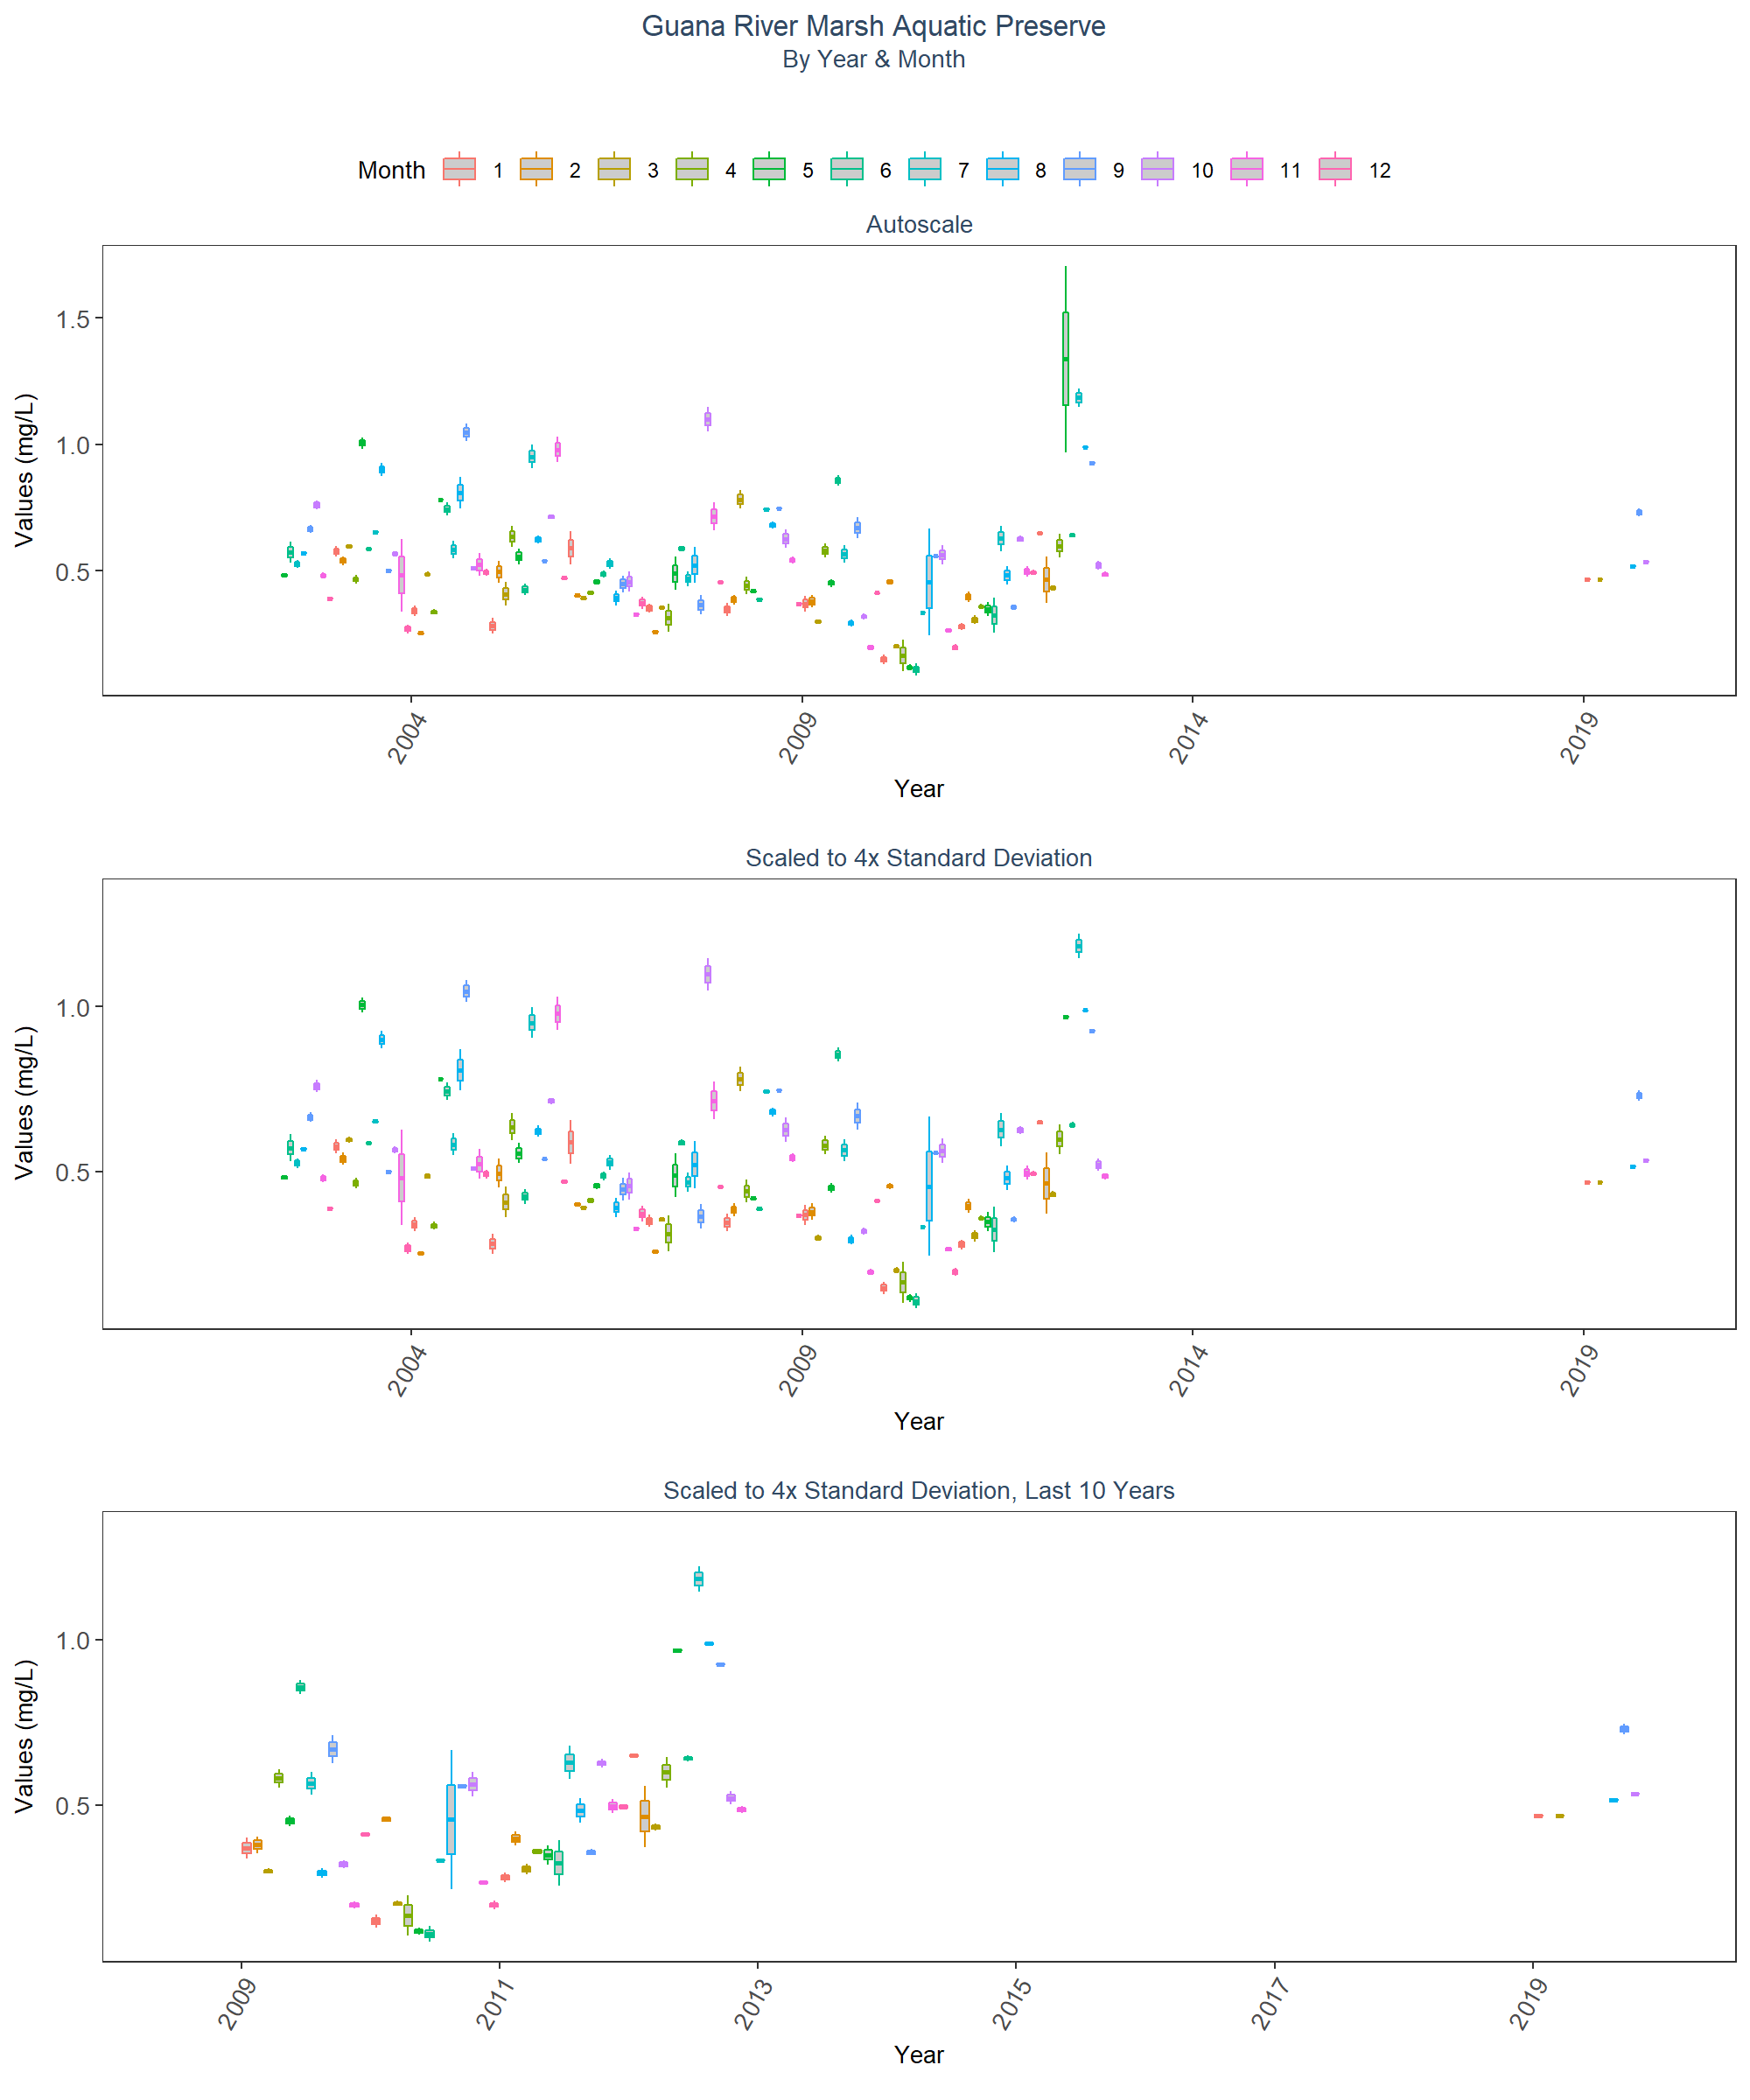 Guana River Marsh Aquatic Preserve
By Year & Month
Month 1 2 3 4 5 6 7 8 9 10 11 12
Autoscale
Values (mg/L)
1.5
1.0
0.5
2004 2009 2014 2019
Year
Scaled to 4x Standard Deviation
Values (mg/L)
1.0
0.5
2004 2009 2014 2019
Year
Scaled to 4x Standard Deviation, Last 10 Years
Values (mg/L)
1.0
0.5
2009 2011 2013 2015 2017 2019
Year